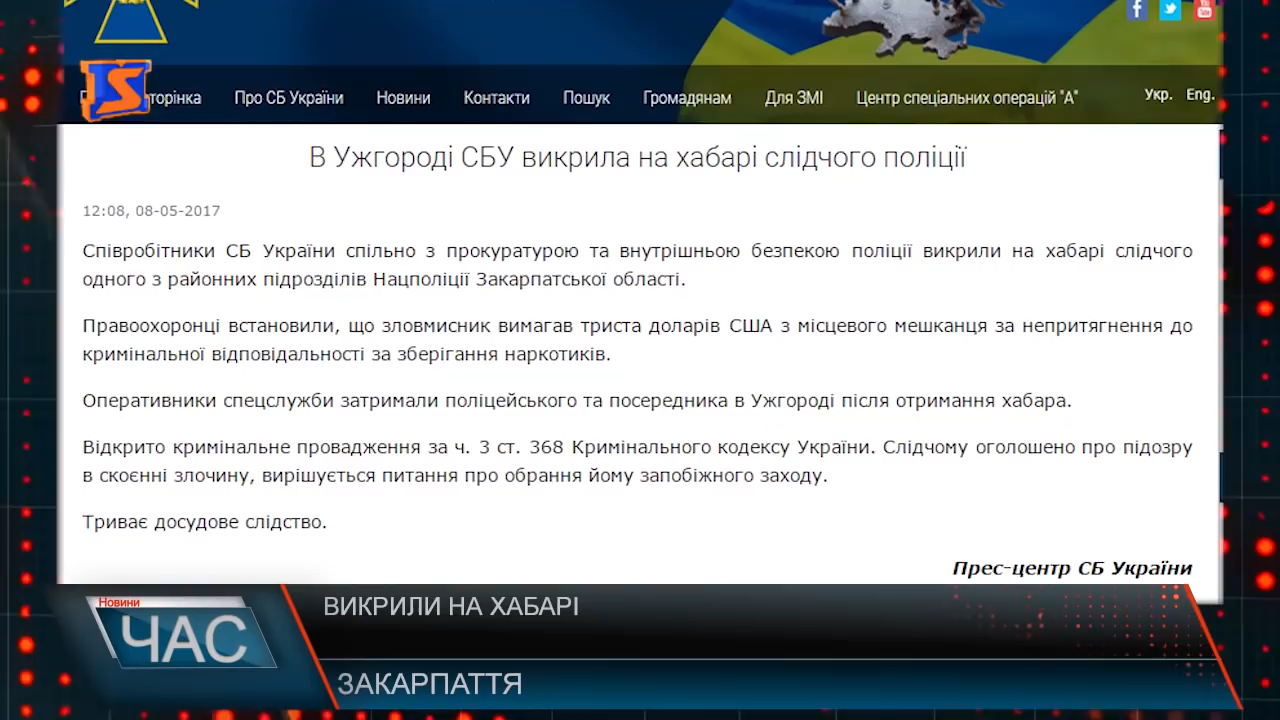 торінка Про СБ України Новини Контакти Пошук Громадянам Для ЗМІ Центр спеціальних операцій "А" Укр. Eng.
В Ужгороді СБУ викрила на хабарі слідчого поліції
12:08, 08-05-2017
Співробітники СБ України спільно з прокуратурою та внутрішньою безпекою поліції викрили на хабарі слідчого
одного з районних підрозділів Нацполіції Закарпатської області.
Правоохоронці встановили, що зловмисник вимагав триста доларів США з місцевого мешканця за непритягнення до
кримінальної відповідальності за зберігання наркотиків.
Оперативники спецслужби затримали поліцейського та посередника в Ужгороді після отримання хабара.
Відкрито кримінальне провадження за ч. 3 ст. 368 Кримінального кодексу України. Слідчому оголошено про підозру
в скоєнні злочину, вирішується питання про обрання йому запобіжного заходу.
Триває досудове слідство.
Прес-центр СБ України
Новини
ЧАС
ВИКРИЛИ НА ХАБАРІ
ЗАКАРПАТТЯ